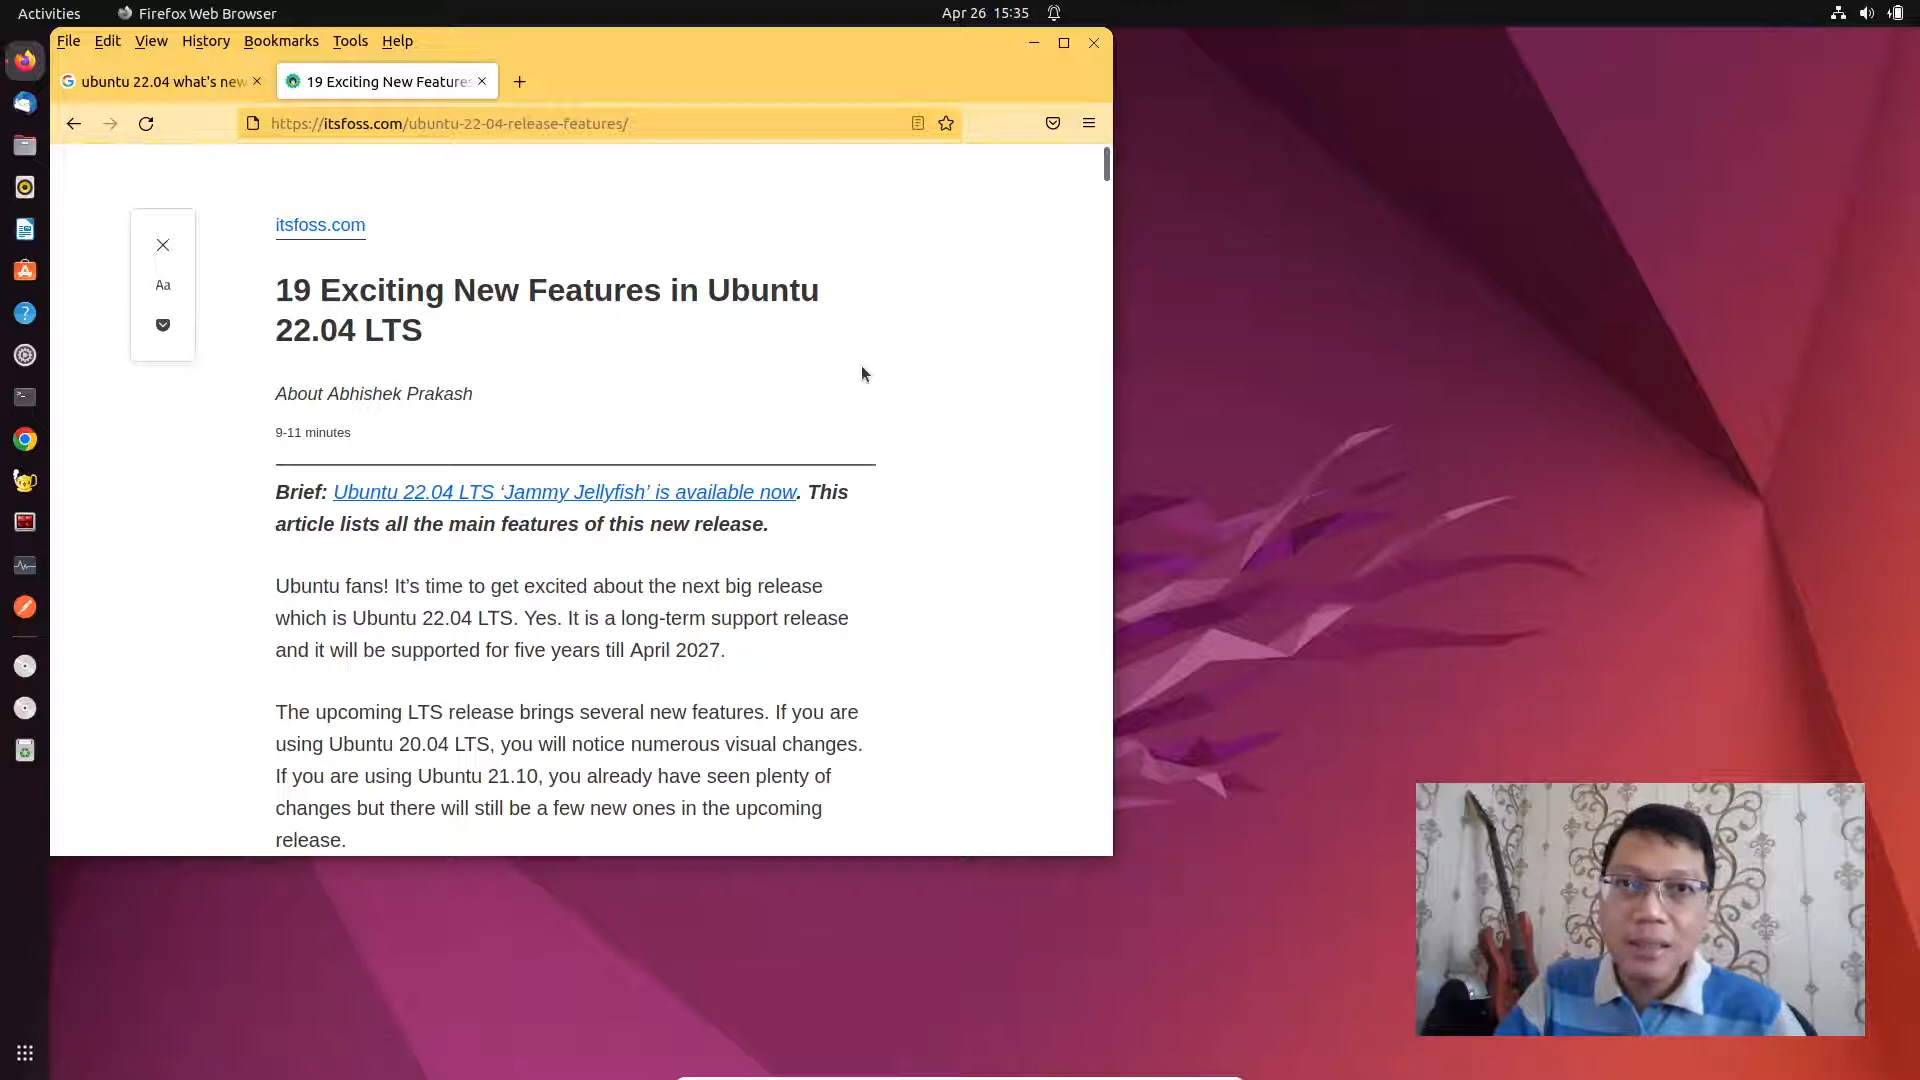 Activities
Firefox Web Browser
Apr 26 15:35
File Edit View History Bookmarks Tools Help
ubuntu 22.04 what's new
19 Exciting New Features
https://itsfoss.com/ubuntu-22-04-release-features/
itsfoss.com
Aa
19 Exciting New Features in Ubuntu
22.04 LTS
About Abhishek Prakash
9-11 minutes
Brief: Ubuntu 22.04 LTS ‘Jammy Jellyfish’ is available now. This
article lists all the main features of this new release.
Ubuntu fans! It’s time to get excited about the next big release
which is Ubuntu 22.04 LTS. Yes. It is a long-term support release
and it will be supported for five years till April 2027.
The upcoming LTS release brings several new features. If you are
using Ubuntu 20.04 LTS, you will notice numerous visual changes.
If you are using Ubuntu 21.10, you already have seen plenty of
changes but there will still be a few new ones in the upcoming
release.